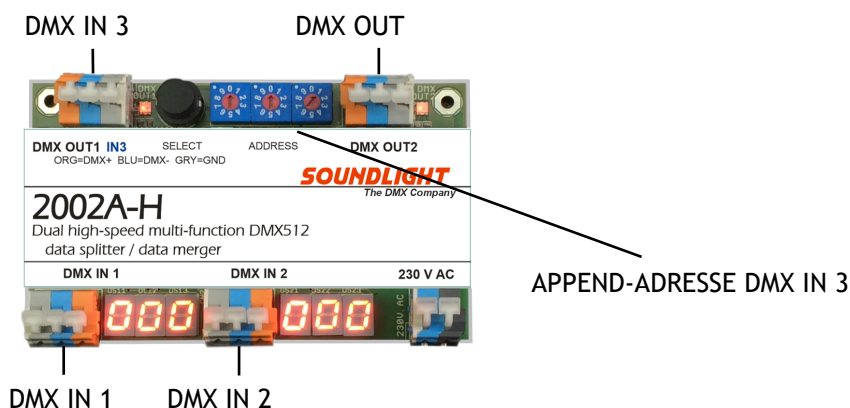 DMX IN 3 DMX OUT
DMX OUT1 IN3 SELECT ADDRESS DMX OUT2
ORG=DMX+ BLU=DMX- GRY=GND
SOUNDLIGHT
The DMX Company
2002A-H
Dual high-speed multi-function DMX512
data splitter / data merger
DMX IN 1 DMX IN 2 230 V AC
APPEND-ADRESSE DMX IN 3
000 000
230V. AC
DMX IN 1 DMX IN 2